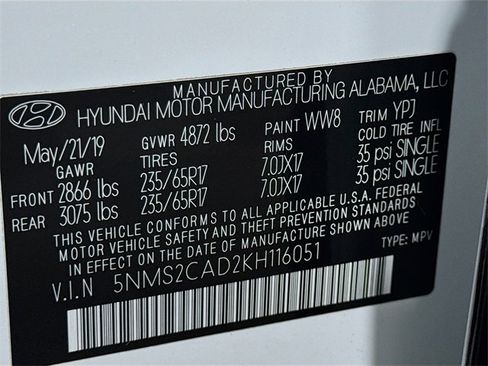 MANUFACTURED BY
HYUNDAI MOTOR MANUFACTURING ALABAMA, LLC
May/21/19 GVWR 4872 lbs PAINT WW8 TRIM YPJ
GAWR TIRES RIMS COLD TIRE INFL
FRONT 2866 lbs 235/65R17 7.0JX17 35 psi SINGLE
REAR 3075 lbs 235/65R17 7.0JX17 35 psi SINGLE
THIS VEHICLE CONFORMS TO ALL APPLICABLE U.S.A. FEDERAL
MOTOR VEHICLE SAFETY AND THEFT PREVENTION STANDARDS
IN EFFECT ON THE DATE OF MANUFACTURE SHOWN ABOVE
V.I.N 5NMS2CAD2KH116051 TYPE: MPV